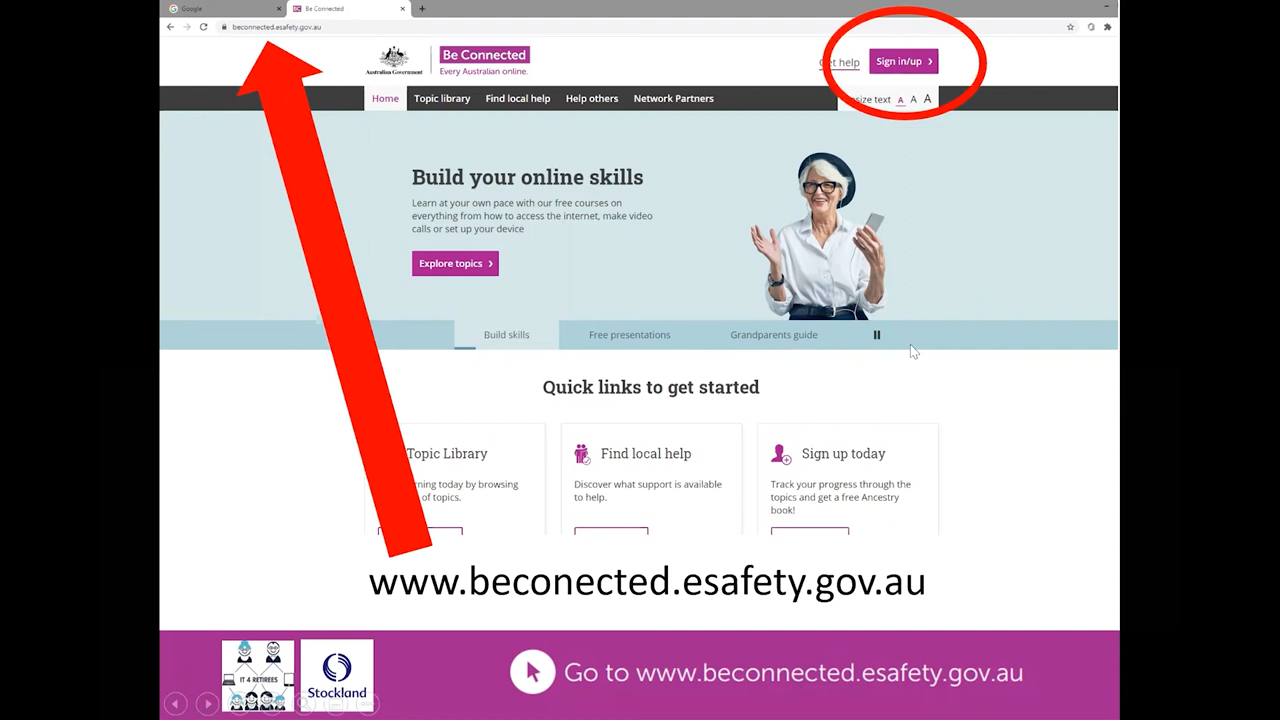 Google
Be Connected
beconnected.esafety.gov.au
Australian Government
Be Connected
Every Australian online.
Get help
Sign in/up
Home
Topic library
Find local help
Help others
Network Partners
size text A A A
Build your online skills
Learn at your own pace with our free courses on
everything from how to access the internet, make video
calls or set up your device
Explore topics
Build skills
Free presentations
Grandparents guide
Quick links to get started
Topic Library
rning today by browsing
of topics.
Find local help
Discover what support is available
to help.
Sign up today
Track your progress through the
topics and get a free Ancestry
book!
www.beconected.esafety.gov.au
IT 4 RETIREES
Stockland
Go to www.beconnected.esafety.gov.au